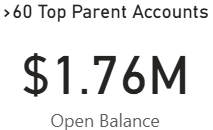 >60 Top Parent Accounts
$1.76M
Open Balance